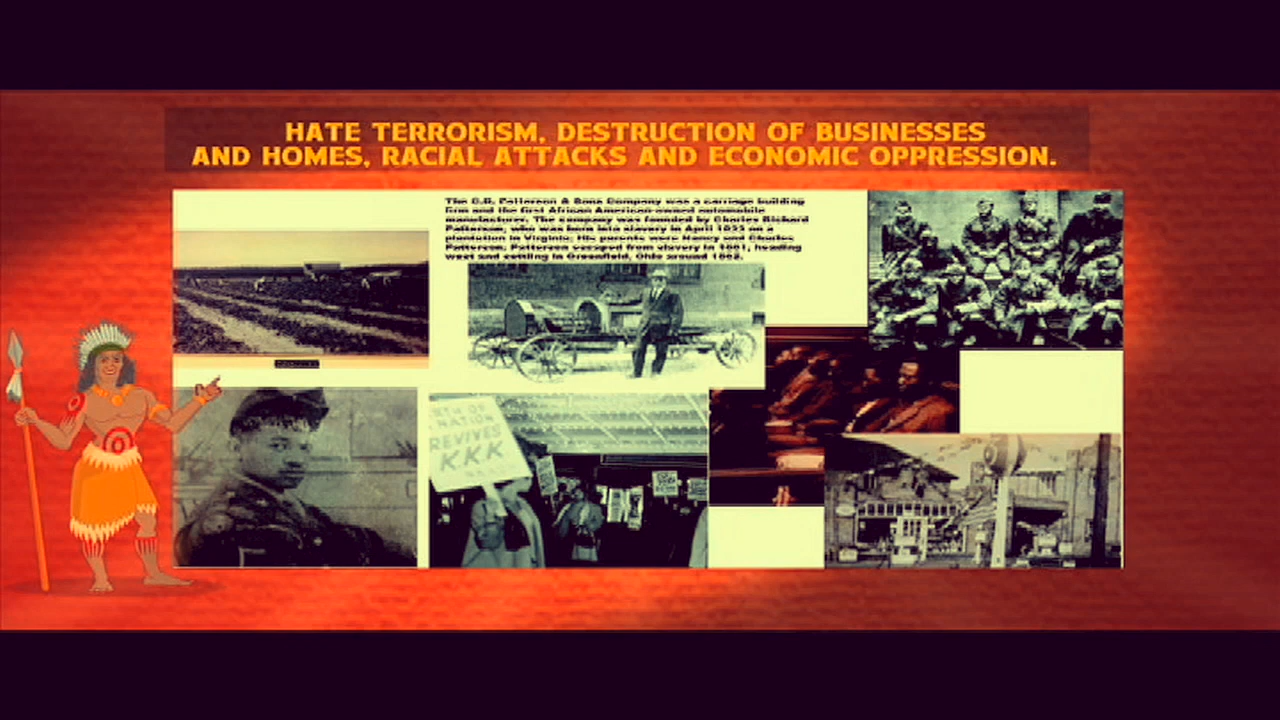 HATE TERRORISM, DESTRUCTION OF BUSINESSES
AND HOMES, RACIAL ATTACKS AND ECONOMIC OPPRESSION.
The C.R. Patterson & Sons Company was a carriage building
firm and the first African American-owned automobile
manufacturer. The company was founded by Charles Richard
Patterson, who was born into slavery in April 1833 on a
plantation in Virginia. His parents were Nancy and Charles
Patterson. Patterson escaped from slavery in 1861, heading
west and settling in Greenfield, Ohio around 1862.
BTH OF
NATION
REVIVES
KKK